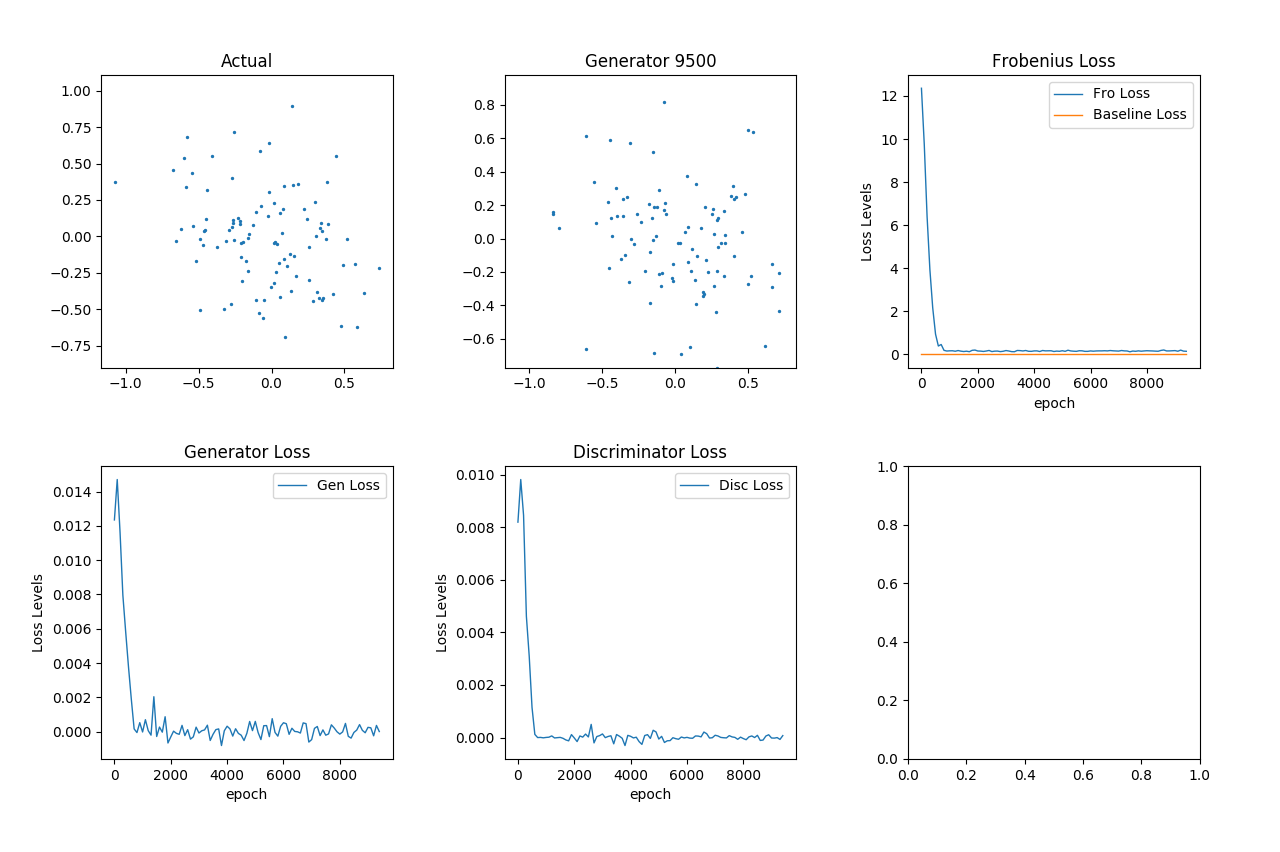 Actual
1.00
0.75
0.50
0.25
0.00
−0.25
−0.50
−0.75
−1.0 −0.5 0.0 0.5
Generator 9500
0.8
0.6
0.4
0.2
0.0
−0.2
−0.4
−0.6
−1.0 −0.5 0.0 0.5
Frobenius Loss
Fro Loss
Baseline Loss
Loss Levels
12
10
8
6
4
2
0
0 2000 4000 6000 8000
epoch
Generator Loss
Gen Loss
Loss Levels
0.014
0.012
0.010
0.008
0.006
0.004
0.002
0.000
0 2000 4000 6000 8000
epoch
Discriminator Loss
Disc Loss
Loss Levels
0.010
0.008
0.006
0.004
0.002
0.000
0 2000 4000 6000 8000
epoch
1.0
0.8
0.6
0.4
0.2
0.0
0.0 0.2 0.4 0.6 0.8 1.0